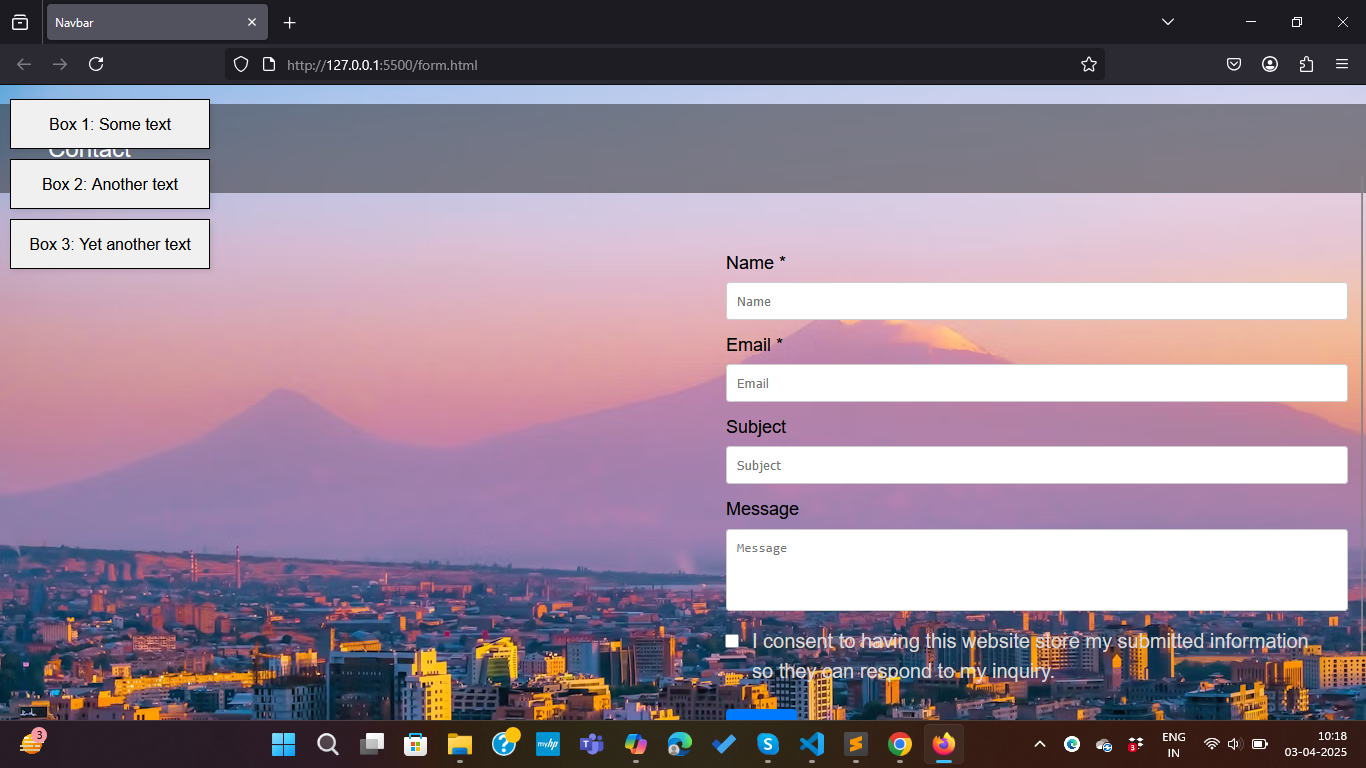 Navbar
http://127.0.0.1:5500/form.html
Box 1: Some text
Contact
Box 2: Another text
Box 3: Yet another text
Name *
Name
Email *
Email
Subject
Subject
Message
Message
I consent to having this website store my submitted information
so they can respond to my inquiry.
3
myhp
3
ENG
IN
10:18
03-04-2025